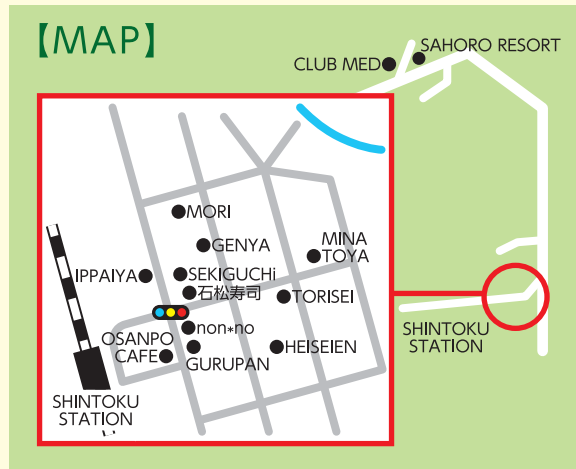 【MAP】
SAHORO RESORT
CLUB MED
MORI
GENYA
MINA
TOYA
IPPAIYA
SEKIGUCHi
石松寿司
TORISEI
non*no
OSANPO
CAFE
GURUPAN
HEISEIEN
SHINTOKU
STATION
SHINTOKU
STATION